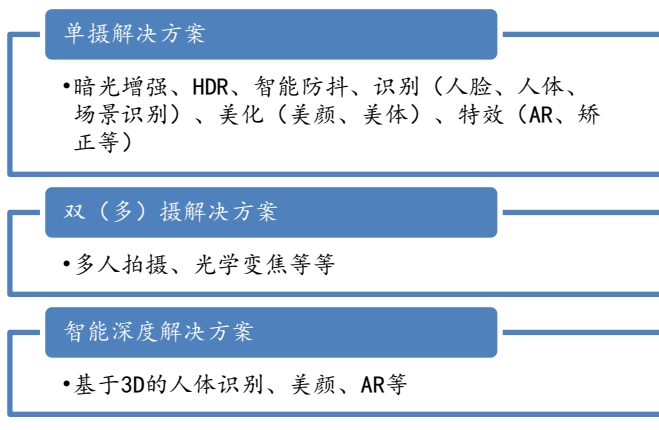 单摄解决方案
•暗光增强、HDR、智能防抖、识别（人脸、人体、
场景识别）、美化（美颜、美体）、特效（AR、矫
正等）
双（多）摄解决方案
•多人拍摄、光学变焦等等
智能深度解决方案
•基于3D的人体识别、美颜、AR等